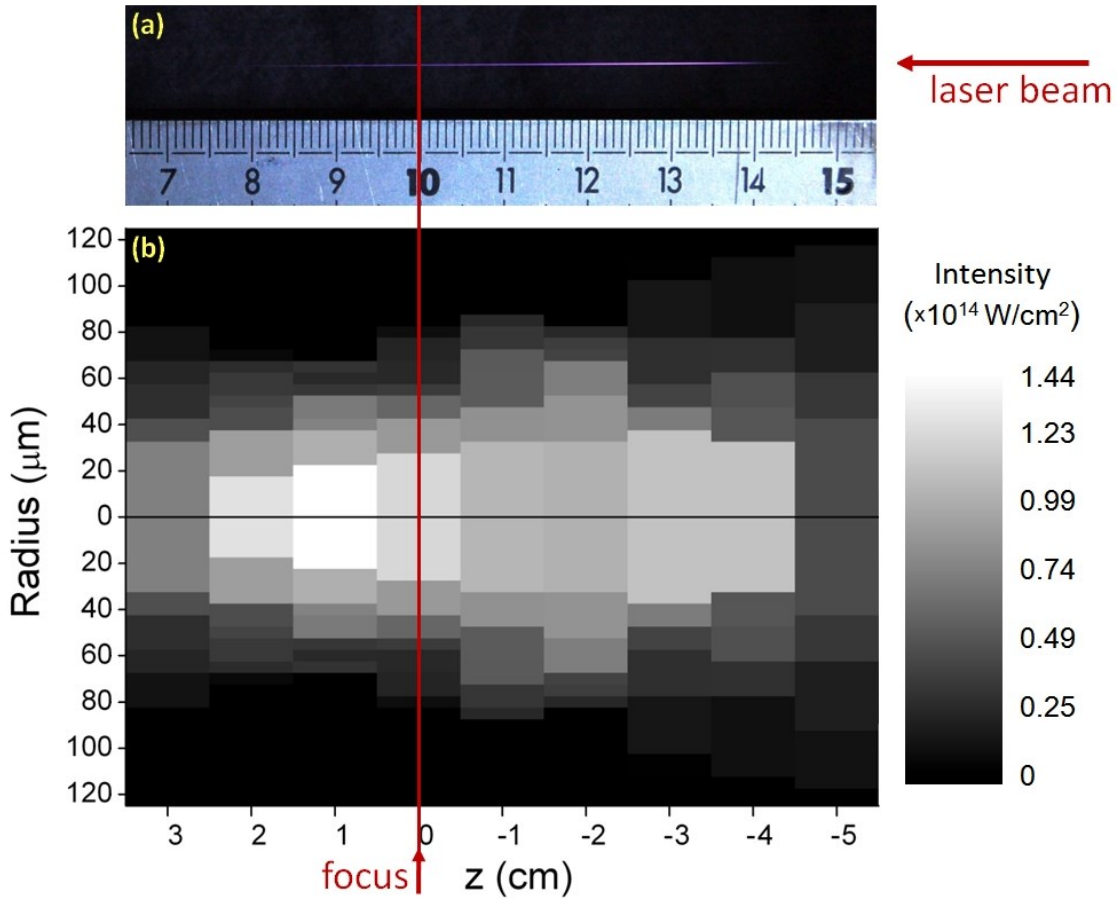 (a)
laser beam
7 8 9 10 11 12 13 14 15
(b)
120
100
80
60
40
20
0
20
40
60
80
100
120
Radius (μm)
3 2 1 0 -1 -2 -3 -4 -5
focus
z (cm)
Intensity
(×10¹⁴ W/cm²)
1.44
1.23
0.99
0.74
0.49
0.25
0